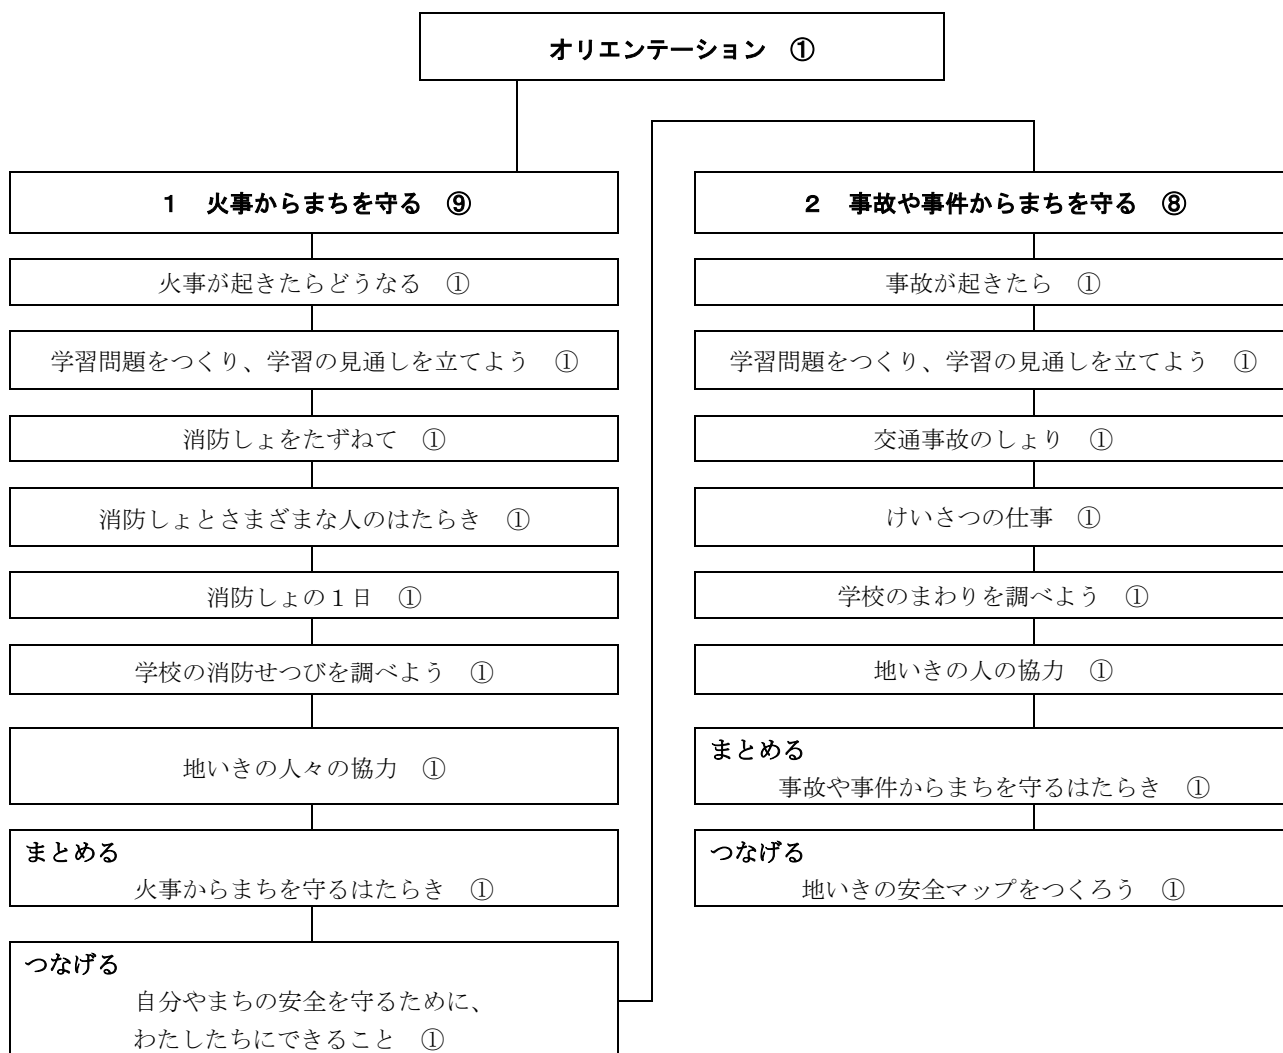 オリエンテーション　①
１　火事からまちを守る　⑨
火事が起きたらどうなる　①
学習問題をつくり、学習の見通しを立てよう　①
消防しょをたずねて　①
消防しょとさまざまな人のはたらき　①
消防しょの１日　①
学校の消防せつびを調べよう　①
地いきの人々の協力　①
まとめる
火事からまちを守るはたらき　①
つなげる
自分やまちの安全を守るために、
わたしたちにできること　①
２　事故や事件からまちを守る　⑧
事故が起きたら　①
学習問題をつくり、学習の見通しを立てよう　①
交通事故のしょり　①
けいさつの仕事　①
学校のまわりを調べよう　①
地いきの人の協力　①
まとめる
事故や事件からまちを守るはたらき　①
つなげる
地いきの安全マップをつくろう　①